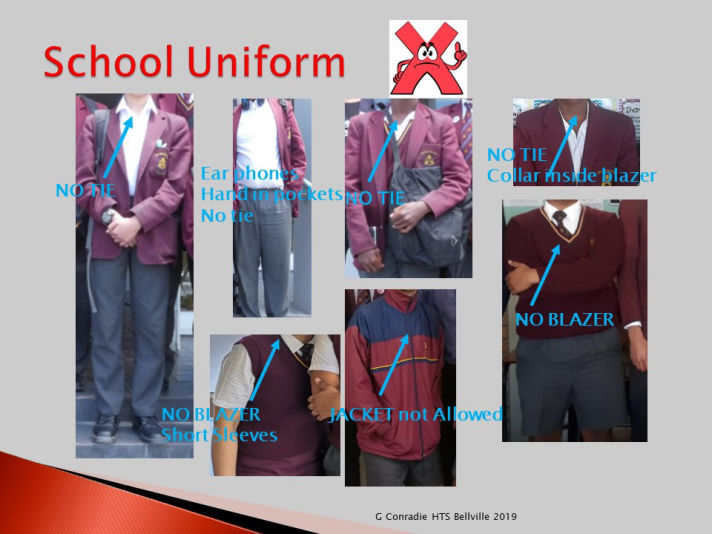 School Uniform
NO TIE
Ear phones
Hand in pockets
No tie
NO TIE
NO TIE
Collar inside blazer
NO BLAZER
NO BLAZER
Short Sleeves
JACKET not Allowed
G Conradie HTS Bellville 2019